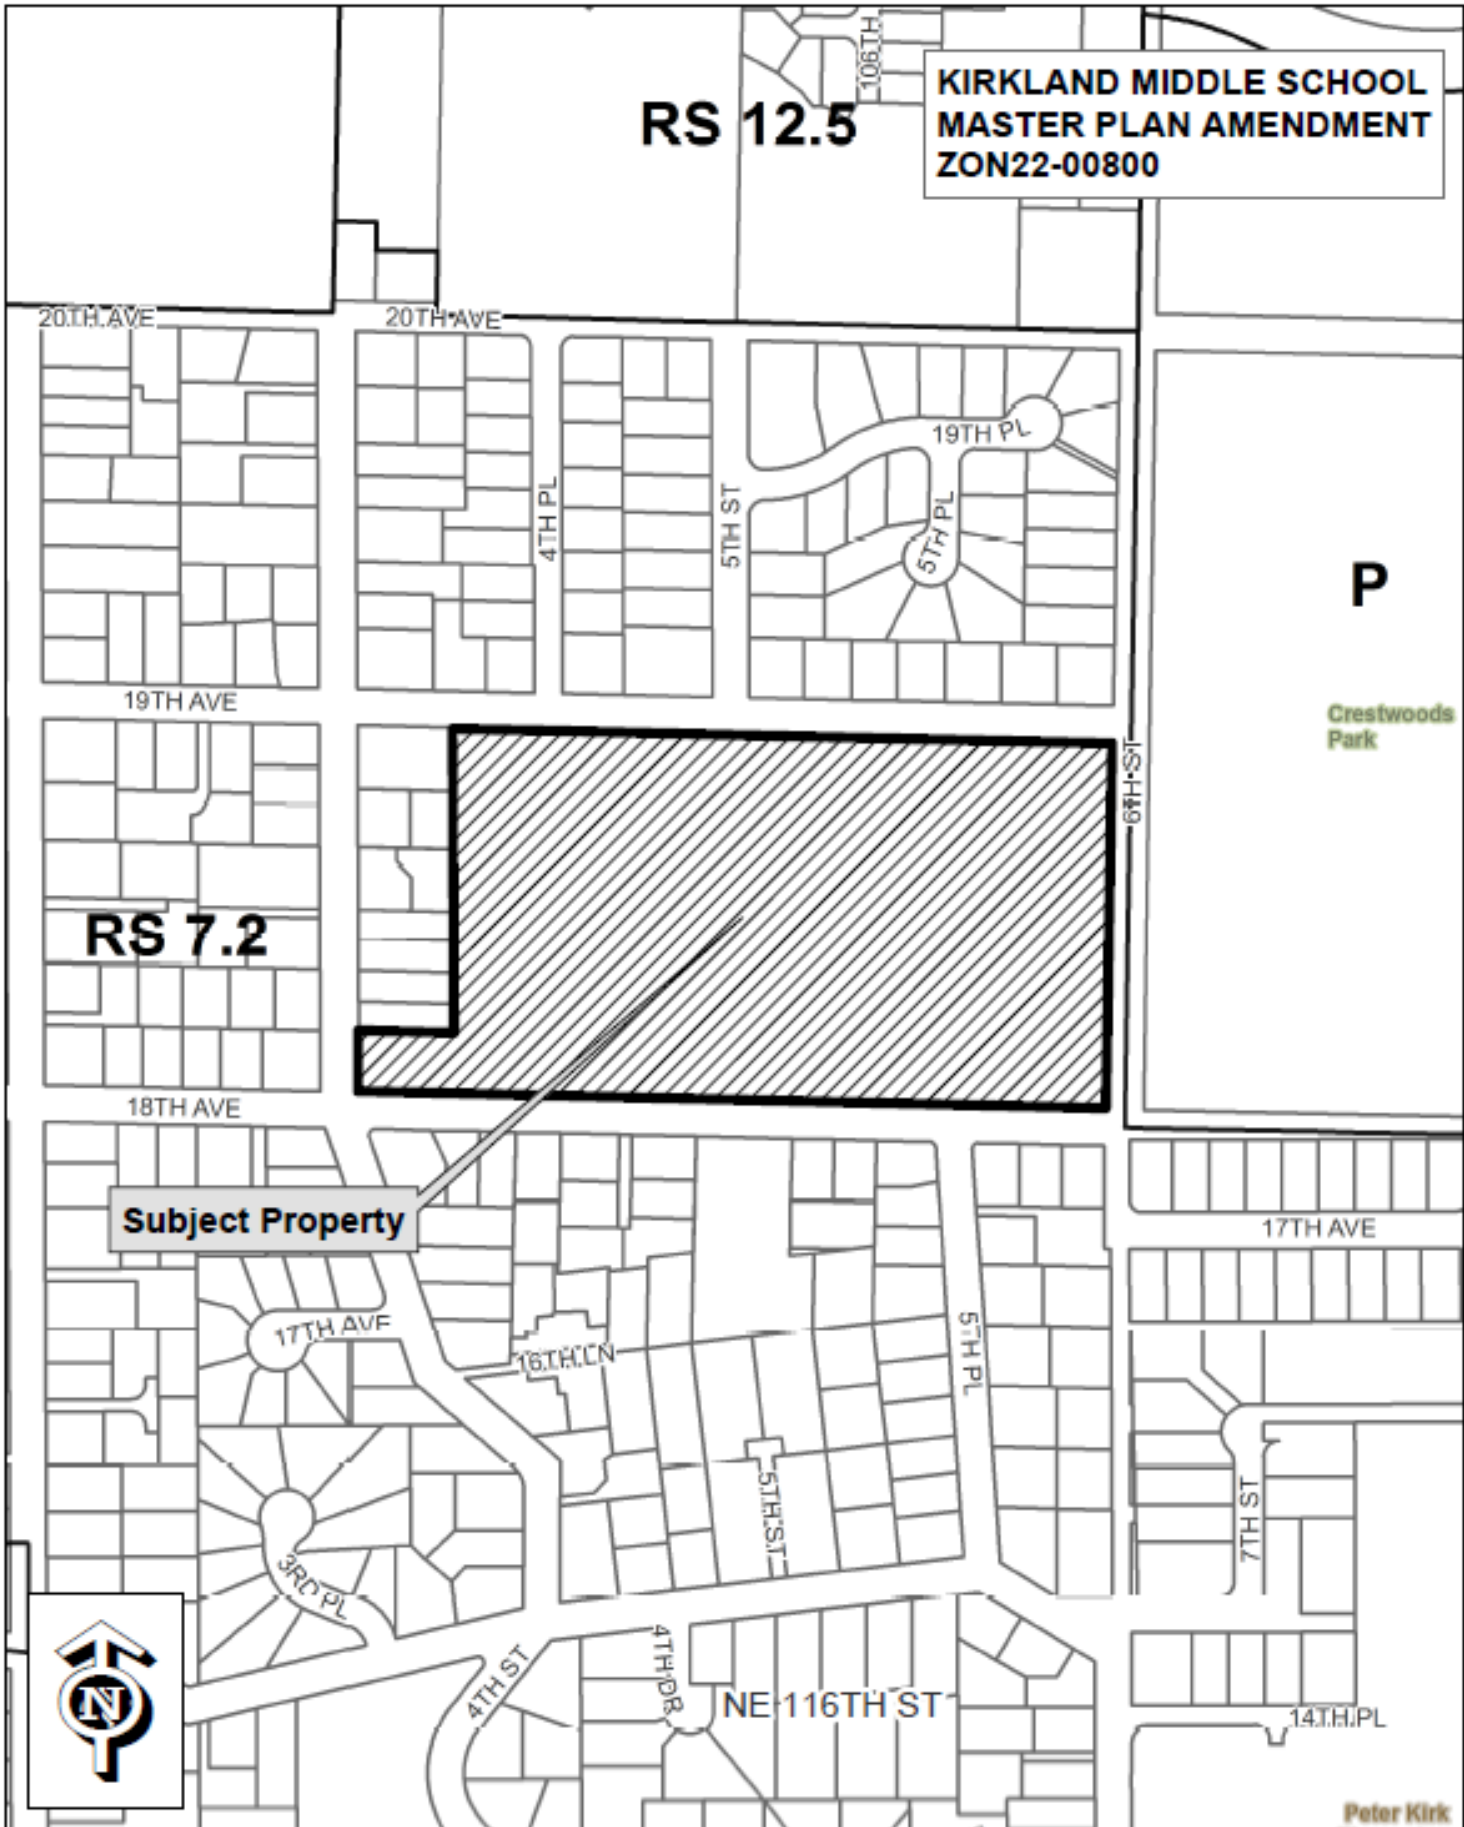 106TH
KIRKLAND MIDDLE SCHOOL
MASTER PLAN AMENDMENT
ZON22-00800
RS 12.5
20TH AVE
20TH AVE
19TH PL
4TH PL
5TH ST
5TH PL
P
19TH AVE
Crestwoods
Park
6TH ST
RS 7.2
18TH AVE
Subject Property
17TH AVE
17TH AVE
16TH LN
5TH PL
5TH ST
7TH ST
3RD PL
4TH ST
4TH DR
NE 116TH ST
14TH PL
N
Peter Kirk